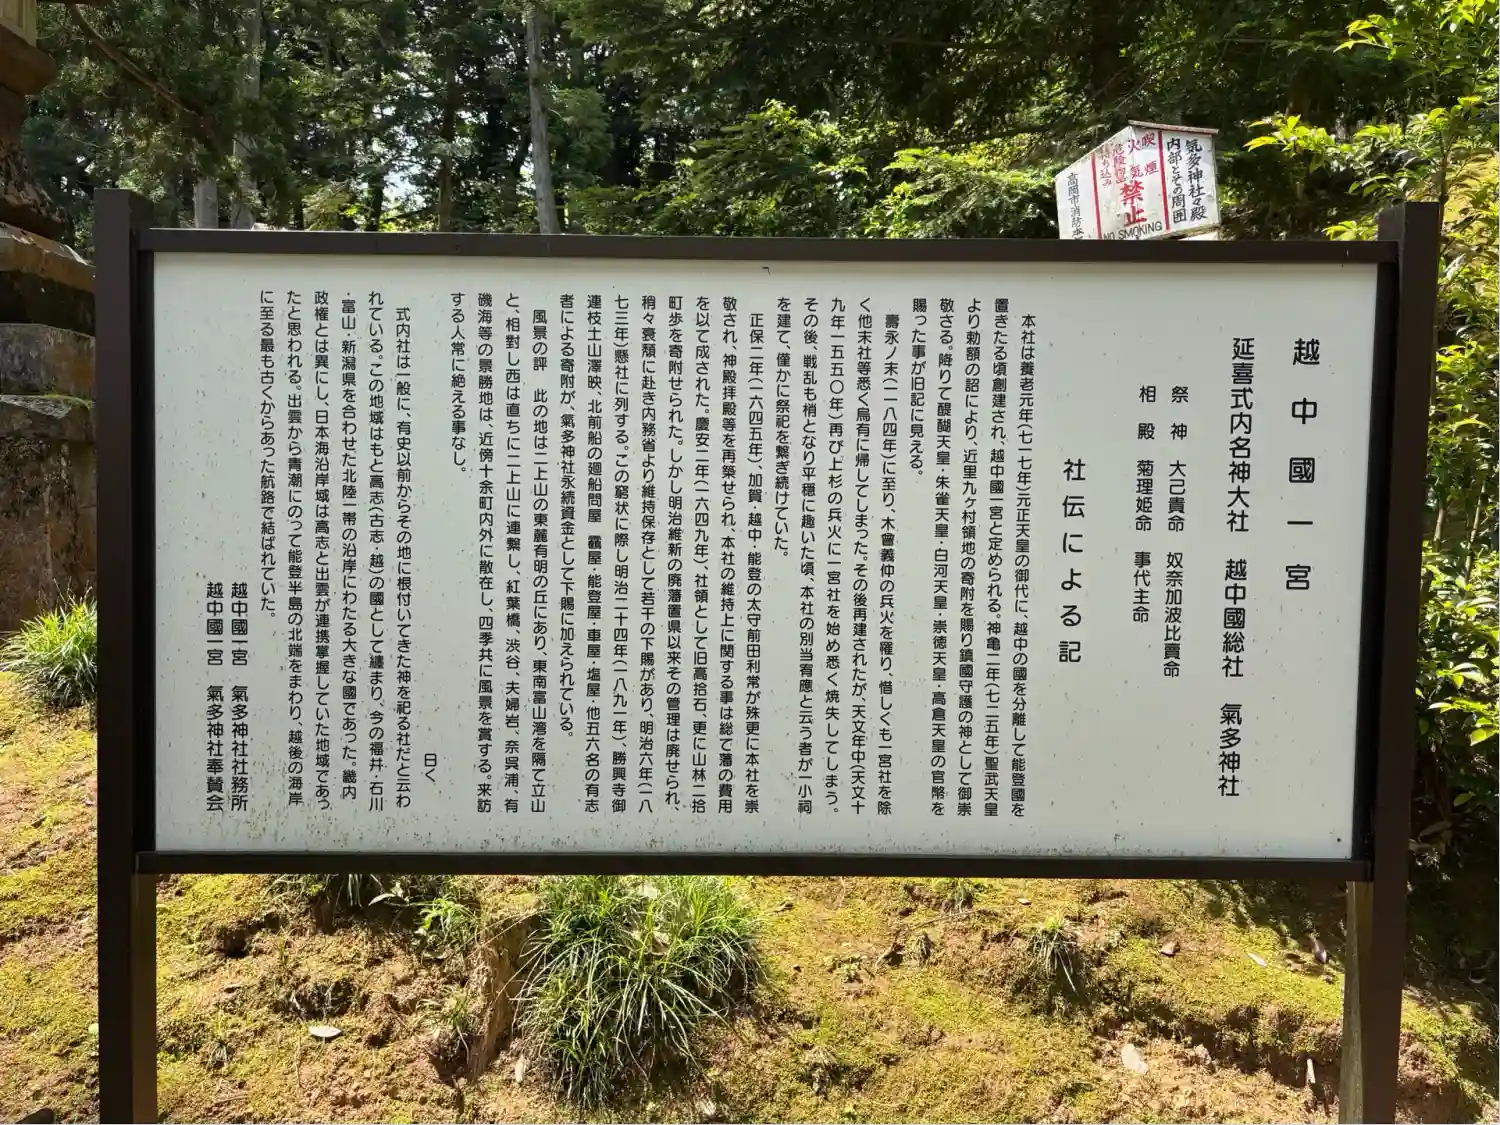 越中國一宮
延喜式内名神大社　越中國総社　氣多神社
祭　神　大己貴命　奴奈加波比賣命
相　殿　菊理姫命　事代主命
社伝による記
本社は養老元年(七一七年)元正天皇の御代に、越中の國を分離して能登國を
置きたる頃創建され、越中國一宮と定められる。神亀二年(七二五年)聖武天皇
より勅額の詔により、近里九ヶ村領地の寄附を賜り鎮國守護の神として御崇
敬さる。降りて醍醐天皇・朱雀天皇・白河天皇・崇徳天皇・高倉天皇の官幣を
賜った事が旧記に見える。
壽永ノ末(一一八四年)に至り、木曾義仲の兵火を罹り、惜しくも一宮社を除
く他末社等悉く烏有に帰してしまった。その後再建されたが、天文年中(天文十
九年一五五〇年)再び上杉の兵火に一宮社を始め悉く焼失してしまう。
その後、戦乱も梢となり平穏に趣いた頃、本社の別当宥應と云う者が一小祠
を建て、僅かに祭祀を繋ぎ続けていた。
正保二年(一六四五年)、加賀・越中・能登の太守前田利常が殊更に本社を崇
敬され、神殿拝殿等を再築せられ、本社の維持上に関する事は総て藩の費用
を以て成された。慶安二年(一六四九年)、社領として旧高拾石、更に山林二拾
町歩を寄附せられた。しかし明治維新の廃藩置県以来その管理は廃せられ、
稍々衰頽に赴き内務省より維持保存として若干の下賜があり、明治六年(一八
七三年)懸社に列する。この窮状に際し明治二十四年(一八九一年)、勝興寺御
連枝土山澤映、北前船の廻船問屋　靏屋・能登屋・車屋・塩屋・他五六名の有志
者による寄附が、氣多神社永続資金として下賜に加えられている。
風景の評　此の地は二上山の東麓有明の丘にあり、東南富山湾を隔て立山
と、相對し西は直ちに二上山に連繋し、紅葉橋、渋谷、夫婦岩、奈呉浦、有
磯海等の景勝地は、近傍十余町内外に散在し、四季共に風景を賞する。来訪
する人常に絶える事なし。
曰く
式内社は一般に、有史以前からその地に根付いてきた神を祀る社だと云わ
れている。この地域はもと高志(古志・越)の國として纏まり、今の福井・石川
・富山・新潟県を合わせた北陸一帯の沿岸にわたる大きな國であった。畿内
政権とは異にし、日本海沿岸域は高志と出雲が連携掌握していた地域であっ
たと思われる。出雲から青潮にのって能登半島の北端をまわり、越後の海岸
に至る最も古くからあった航路で結ばれていた。
越中國一宮　氣多神社社務所
越中國一宮　氣多神社奉賛会
気多神社々殿
内部とその周囲
喫煙
火気
禁止
NO SMOKING